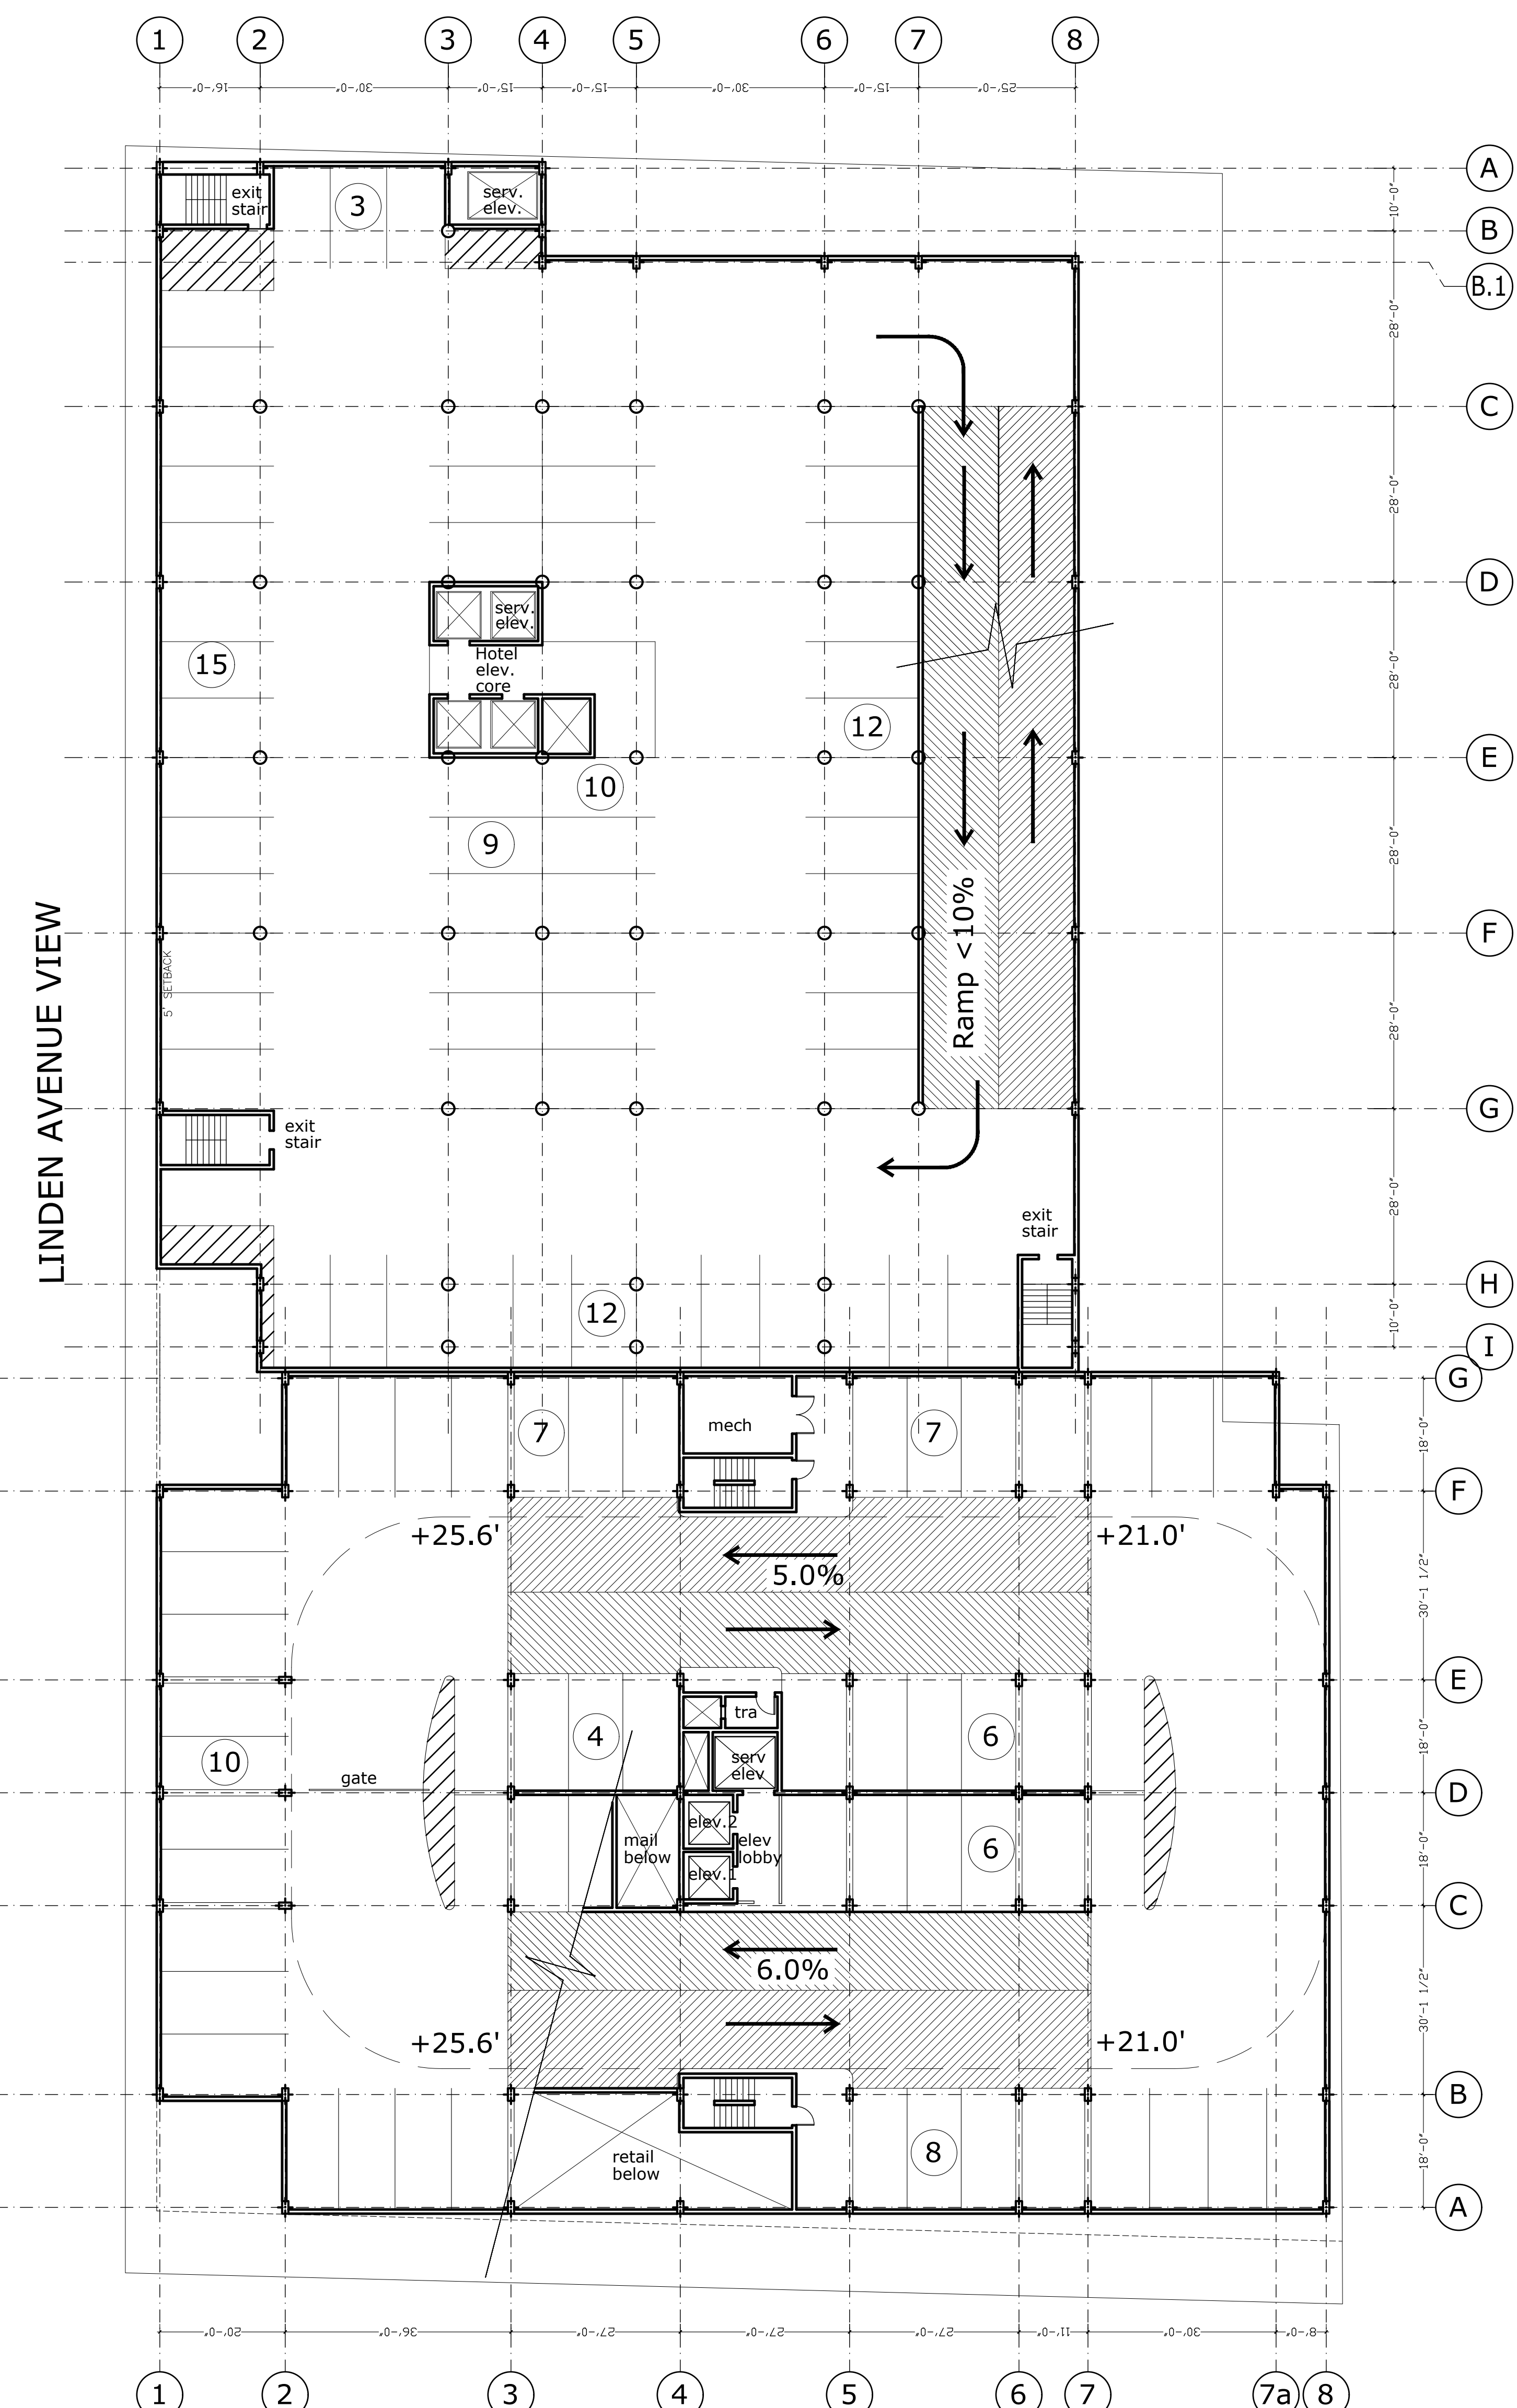 1 2 3 4 5 6 7 8
16'-0" 30'-0" 15'-0" 15'-0" 30'-0" 15'-0" 25'-0"
A
10'-0"
exit
stair
3
serv.
elev.
B
B.1
28'-0"
C
28'-0"
D
serv.
elev.
Hotel
elev.
core
15
28'-0"
12
E
10
9
28'-0"
Ramp <10%
F
LINDEN AVENUE VIEW
5' SETBACK
28'-0"
G
exit
stair
28'-0"
exit
stair
H
12
10'-0"
I
G
7
mech
7
18'-0"
F
+25.6'
5.0%
+21.0'
30'-1 1/2"
E
4
tra
6
serv
elev
18'-0"
10
gate
D
elev.2
mail
below
elev
lobby
6
elev.1
18'-0"
C
6.0%
30'-1 1/2"
+25.6'
+21.0'
B
8
retail
below
18'-0"
A
20'-0" 36'-0" 27'-0" 27'-0" 27'-0" 11'-0" 30'-0" 8'-0"
1 2 3 4 5 6 7 7a 8